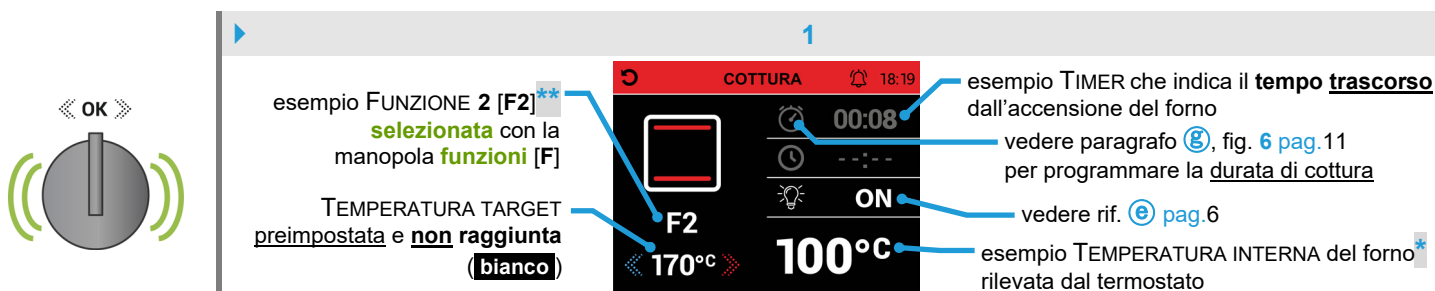 1
OK
esempio FUNZIONE 2 [F2]**
selezionata con la
manopola funzioni [F]
TEMPERATURA TARGET
preimpostata e non raggiunta
(bianco)
COTTURA 18:19
00:08
--:--
ON
F2
170°C
100°C
esempio TIMER che indica il tempo trascorso
dall'accensione del forno
vedere paragrafo g, fig. 6 pag.11
per programmare la durata di cottura
vedere rif. e pag.6
esempio TEMPERATURA INTERNA del forno*
rilevata dal termostato